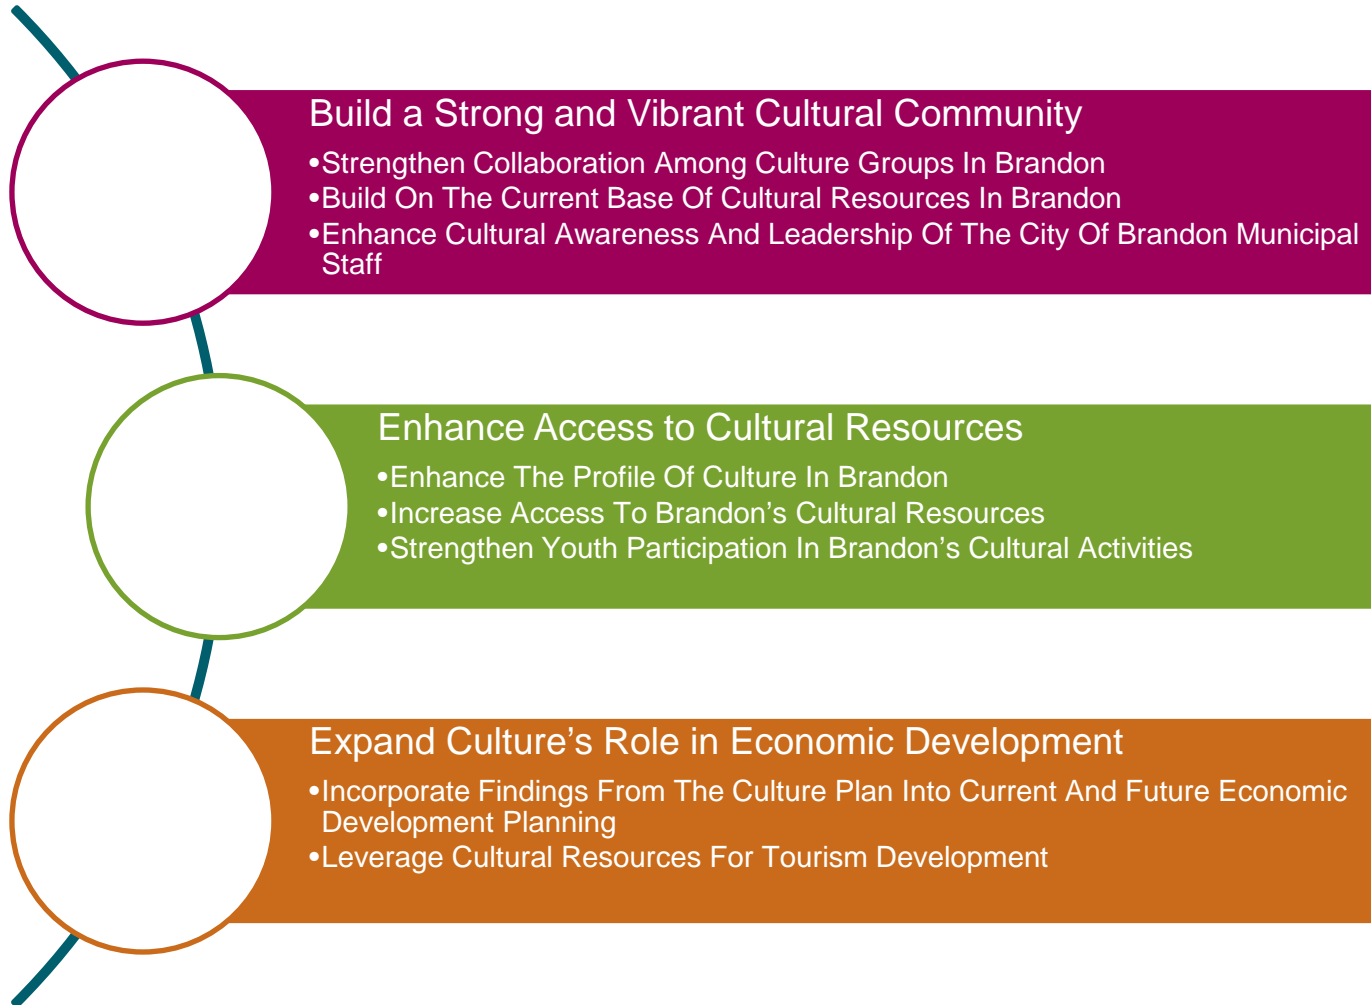 Build a Strong and Vibrant Cultural Community
•Strengthen Collaboration Among Culture Groups In Brandon
•Build On The Current Base Of Cultural Resources In Brandon
•Enhance Cultural Awareness And Leadership Of The City Of Brandon Municipal
Staff
Enhance Access to Cultural Resources
•Enhance The Profile Of Culture In Brandon
•Increase Access To Brandon’s Cultural Resources
•Strengthen Youth Participation In Brandon’s Cultural Activities
Expand Culture’s Role in Economic Development
•Incorporate Findings From The Culture Plan Into Current And Future Economic
Development Planning
•Leverage Cultural Resources For Tourism Development